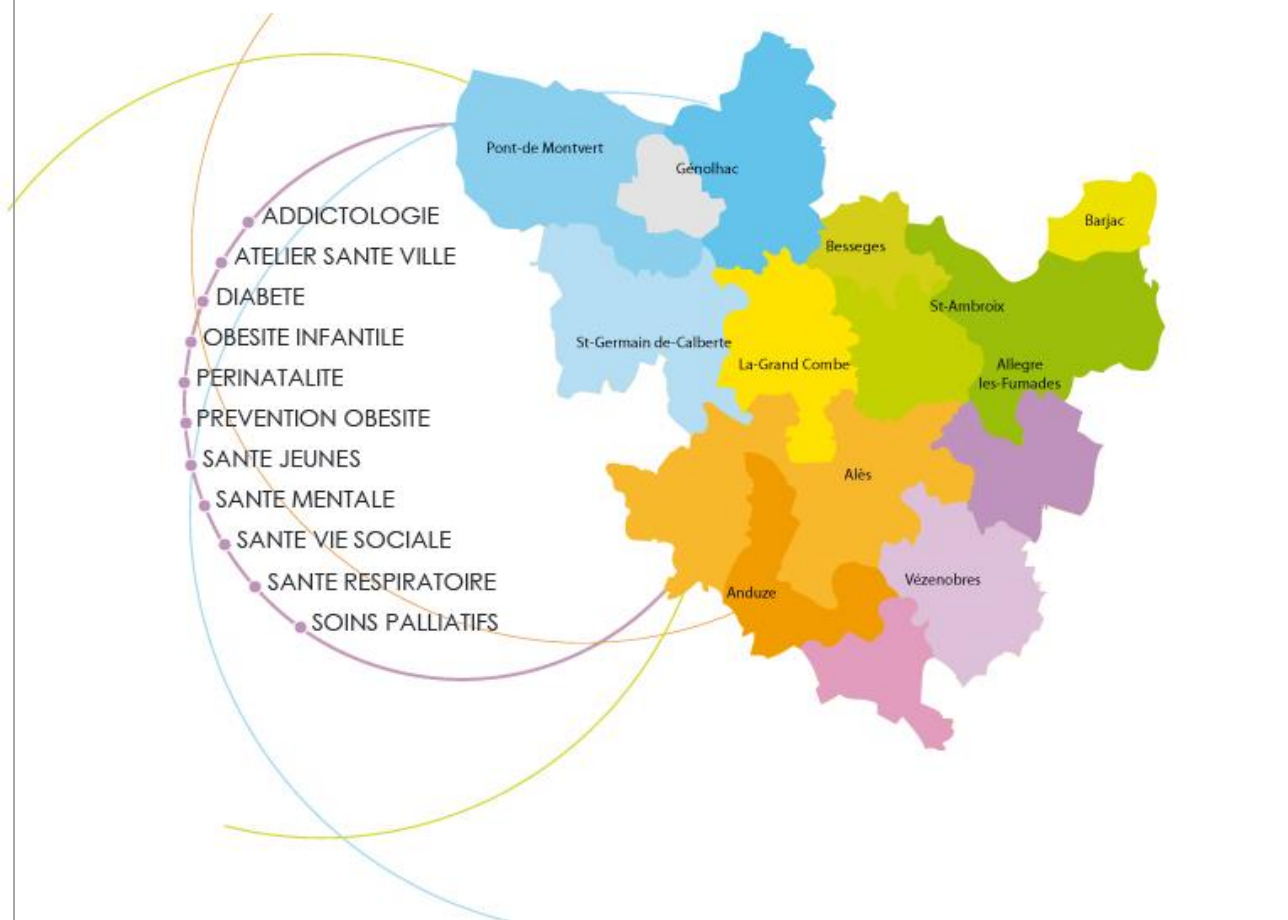 ADDICTOLOGIE
ATELIER SANTE VILLE
DIABETE
OBESITE INFANTILE
PERINATALITE
PREVENTION OBESITE
SANTE JEUNES
SANTE MENTALE
SANTE VIE SOCIALE
SANTE RESPIRATOIRE
SOINS PALLIATIFS
Pont-de Montvert
Génolhac
Barjac
Besseges
St-Ambroix
St-Germain de-Calberte
La-Grand Combe
Allegre
les-Fumades
Alès
Anduze
Vézenobres